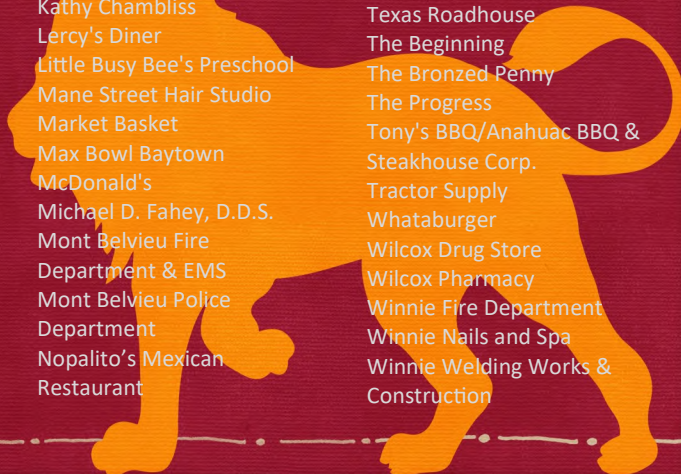 Kathy Chambliss
Lercy's Diner
Little Busy Bee's Preschool
Mane Street Hair Studio
Market Basket
Max Bowl Baytown
McDonald's
Michael D. Fahey, D.D.S.
Mont Belvieu Fire
Department & EMS
Mont Belvieu Police
Department
Nopalito’s Mexican
Restaurant
Texas Roadhouse
The Beginning
The Bronzed Penny
The Progress
Tony's BBQ/Anahuac BBQ &
Steakhouse Corp.
Tractor Supply
Whataburger
Wilcox Drug Store
Wilcox Pharmacy
Winnie Fire Department
Winnie Nails and Spa
Winnie Welding Works &
Construction